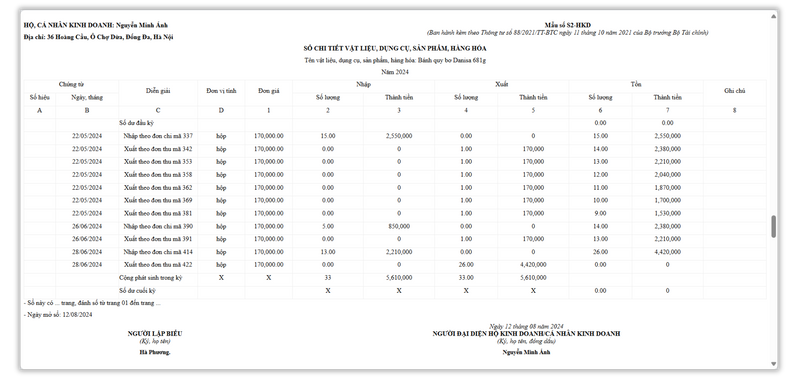 HỘ, CÁ NHÂN KINH DOANH: Nguyễn Minh Ánh
Địa chỉ: 36 Hoàng Cầu, Ô Chợ Dừa, Đống Đa, Hà Nội
Mẫu số S2-HKD
(Ban hành kèm theo Thông tư số 88/2021/TT-BTC ngày 11 tháng 10 năm 2021 của Bộ trưởng Bộ Tài chính)
SỔ CHI TIẾT VẬT LIỆU, DỤNG CỤ, SẢN PHẨM, HÀNG HÓA
Tên vật liệu, dụng cụ, sản phẩm, hàng hóa: Bánh quy bơ Danisa 681g
Năm 2024
Chứng từ Diễn giải Đơn vị tính Đơn giá Nhập Xuất Tồn Ghi chú
Số hiệu Ngày, tháng Số lượng Thành tiền Số lượng Thành tiền Số lượng Thành tiền
A B C D 1 2 3 4 5 6 7 8
Số dư đầu kỳ 0.00 0.00
22/05/2024 Nhập theo đơn chi mã 337 hộp 170,000.00 15.00 2,550,000 0.00 0 15.00 2,550,000
22/05/2024 Xuất theo đơn thu mã 342 hộp 170,000.00 0.00 0 1.00 170,000 14.00 2,380,000
22/05/2024 Xuất theo đơn thu mã 353 hộp 170,000.00 0.00 0 1.00 170,000 13.00 2,210,000
22/05/2024 Xuất theo đơn thu mã 358 hộp 170,000.00 0.00 0 1.00 170,000 12.00 2,040,000
22/05/2024 Xuất theo đơn thu mã 362 hộp 170,000.00 0.00 0 1.00 170,000 11.00 1,870,000
22/05/2024 Xuất theo đơn thu mã 369 hộp 170,000.00 0.00 0 1.00 170,000 10.00 1,700,000
22/05/2024 Xuất theo đơn thu mã 381 hộp 170,000.00 0.00 0 1.00 170,000 9.00 1,530,000
26/06/2024 Nhập theo đơn chi mã 390 hộp 170,000.00 5.00 850,000 0.00 0 14.00 2,380,000
26/06/2024 Xuất theo đơn thu mã 391 hộp 170,000.00 0.00 0 1.00 170,000 13.00 2,210,000
28/06/2024 Nhập theo đơn chi mã 414 hộp 170,000.00 13.00 2,210,000 0.00 0 26.00 4,420,000
28/06/2024 Xuất theo đơn thu mã 422 hộp 170,000.00 0.00 0 26.00 4,420,000 0.00 0
Cộng phát sinh trong kỳ X X 33 5,610,000 33.00 5,610,000
Số dư cuối kỳ X X X X 0.00 0
- Sổ này có ... trang, đánh số từ trang 01 đến trang ...
- Ngày mở sổ: 12/08/2024
Ngày 12 tháng 08 năm 2024
NGƯỜI LẬP BIỂU NGƯỜI ĐẠI DIỆN HỘ KINH DOANH/CÁ NHÂN KINH DOANH
(Ký, họ tên) (Ký, họ tên, đóng dấu)
Hà Phương. Nguyễn Minh Ánh